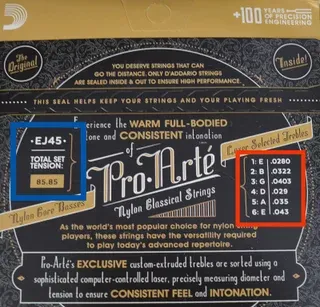 D'Addario
+100 YEARS OF PRECISION ENGINEERING
The Original
Inside!
YOU DESERVE STRINGS THAT CAN
GO THE DISTANCE. ONLY D'ADDARIO STRINGS
ARE SEALED INSIDE & OUT TO ENSURE HIGH PERFORMANCE.
THIS SEAL HELPS KEEP YOUR STRINGS AND YOUR PLAYING FRESH
Experience the WARM FULL-BODIED
tone and CONSISTENT intonation
of
• EJ45 •
TOTAL SET
TENSION:
85.85
Laser Selected Trebles
Pro•Arté
Nylon Classical Strings
Nylon Core Basses
1: E .0280
2: B .0322
3: G .0403
4: D .029
5: A .035
6: E .043
As the world's most popular choice for nylon string
players, these strings have the versatility required
to play today's advanced repertoire.
Pro-Arté's EXCLUSIVE custom-extruded trebles are sorted using a
sophisticated computer-controlled laser, precisely measuring diameter and
tension to ensure CONSISTENT FEEL and INTONATION.